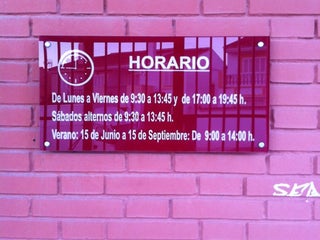 HORARIO
De Lunes a Viernes de 9:30 a 13:45 y de 17:00 a 19:45 h.
Sábados alternos de 9:30 a 13:45 h.
Verano: 15 de Junio a 15 de Septiembre: De 9:00 a 14:00 h.